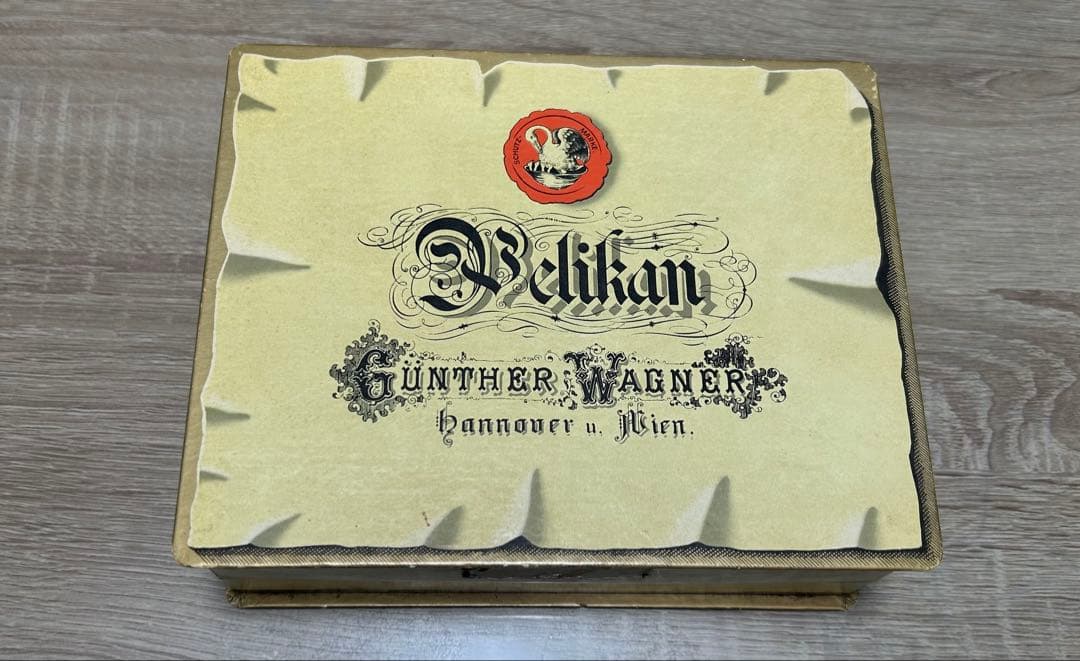 SCHUTZ- MARKE.
Pelikan
GÜNTHER WAGNER
Hannover u. Wien.